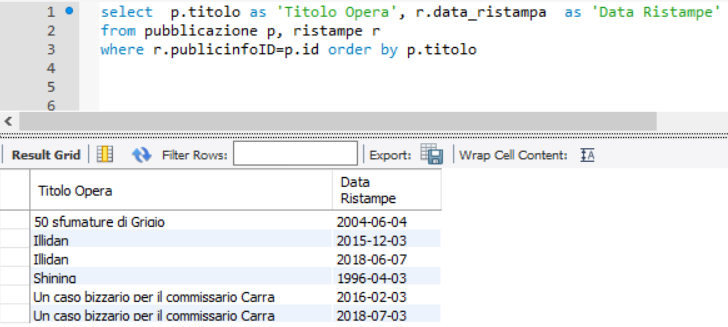 1 select p.titolo as 'Titolo Opera', r.data_ristampa as 'Data Ristampe'
2 from pubblicazione p, ristampe r
3 where r.publicinfoID=p.id order by p.titolo
4
5
6
Result Grid Filter Rows: Export: Wrap Cell Content:
Titolo Opera Data Ristampe
50 sfumature di Grigio 2004-06-04
Illidan 2015-12-03
Illidan 2018-06-07
Shining 1996-04-03
Un caso bizzario per il commissario Carra 2016-02-03
Un caso bizzario per il commissario Carra 2018-07-03